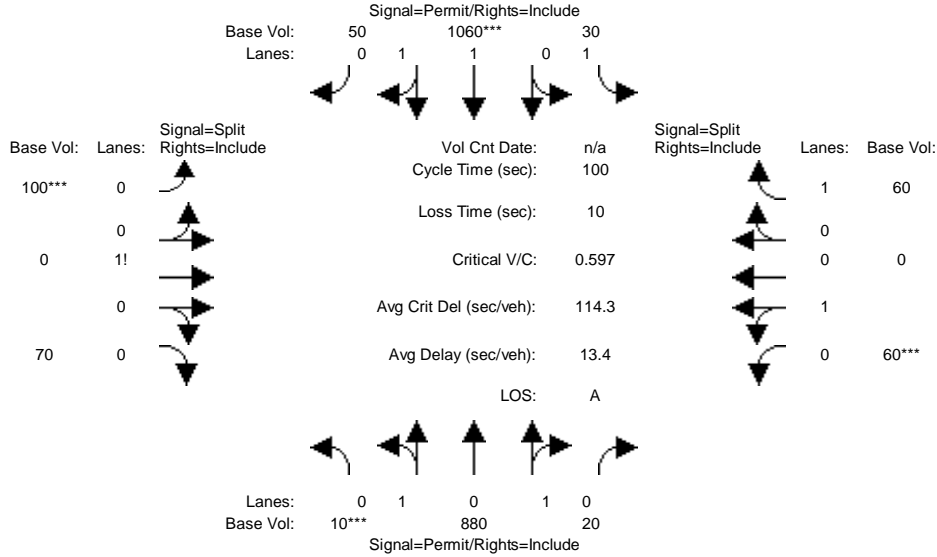 Signal=Permit/Rights=Include
Base Vol: 50 1060*** 30
Lanes: 0 1 1 0 1
Signal=Split
Base Vol: Lanes: Rights=Include
Vol Cnt Date: n/a
Signal=Split
Rights=Include Lanes: Base Vol:
Cycle Time (sec): 100
100*** 0
1 60
Loss Time (sec): 10
0
0
0 1!
Critical V/C: 0.597
0 0
0
Avg Crit Del (sec/veh): 114.3
1
70 0
Avg Delay (sec/veh): 13.4
0 60***
LOS: A
Lanes: 0 1 0 1 0
Base Vol: 10*** 880 20
Signal=Permit/Rights=Include